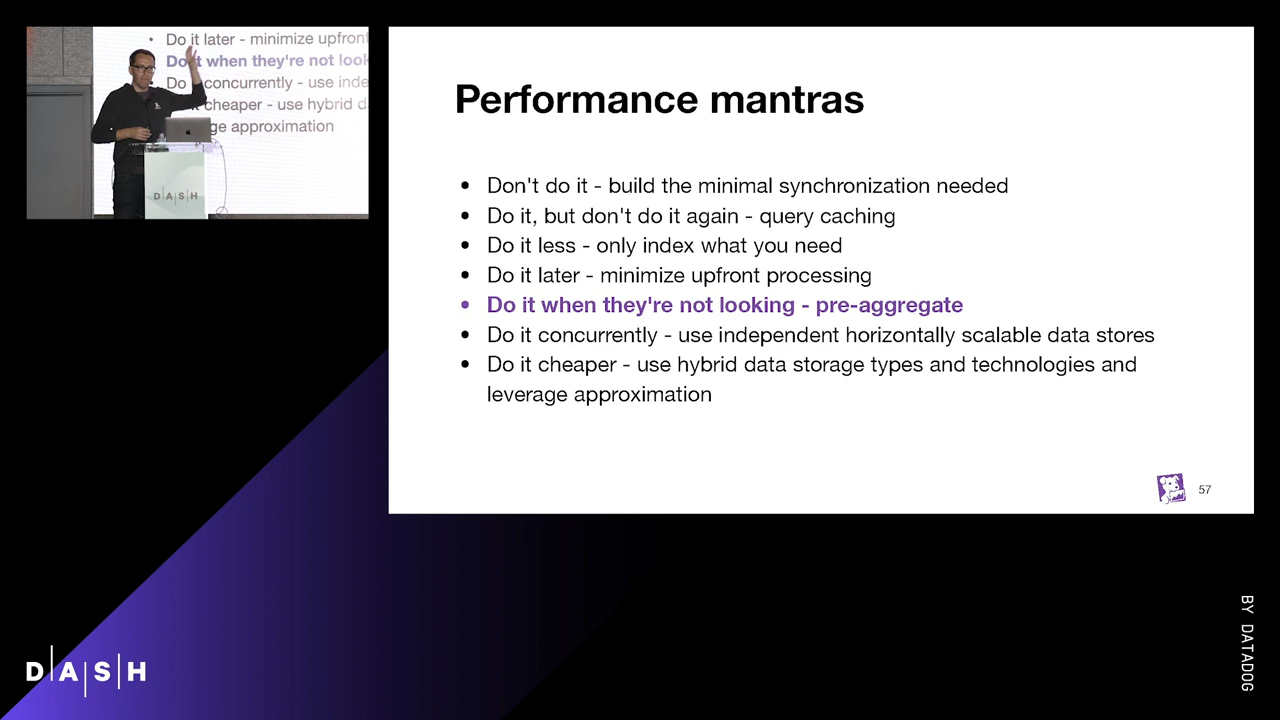 Do it later - minimize upfront
Do it when they're not look
Do concurrently - use inde
cheaper - use hybrid d
ge approximation
D|A|S|H
Performance mantras
• Don't do it - build the minimal synchronization needed
• Do it, but don't do it again - query caching
• Do it less - only index what you need
• Do it later - minimize upfront processing
• Do it when they're not looking - pre-aggregate
• Do it concurrently - use independent horizontally scalable data stores
• Do it cheaper - use hybrid data storage types and technologies and
leverage approximation
57
D|A|S|H
BY DATADOG